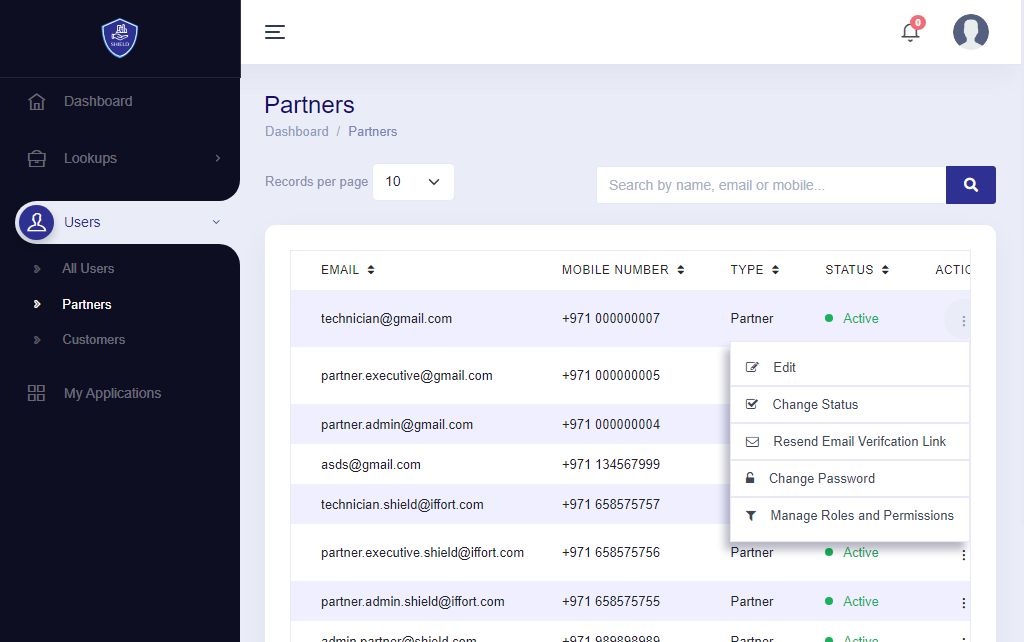 SHIELD
0
Dashboard
Lookups
Users
All Users
Partners
Customers
My Applications
Partners
Dashboard / Partners
Records per page 10
Search by name, email or mobile...
EMAIL MOBILE NUMBER TYPE STATUS ACTIO
technician@gmail.com +971 000000007 Partner Active
partner.executive@gmail.com +971 000000005
partner.admin@gmail.com +971 000000004
asds@gmail.com +971 134567999
technician.shield@iffort.com +971 658575757
Edit
Change Status
Resend Email Verifcation Link
Change Password
Manage Roles and Permissions
partner.executive.shield@iffort.com +971 658575756 Partner Active
partner.admin.shield@iffort.com +971 658575755 Partner Active
admin.partner@shield.com +971 989898989 Partner Active